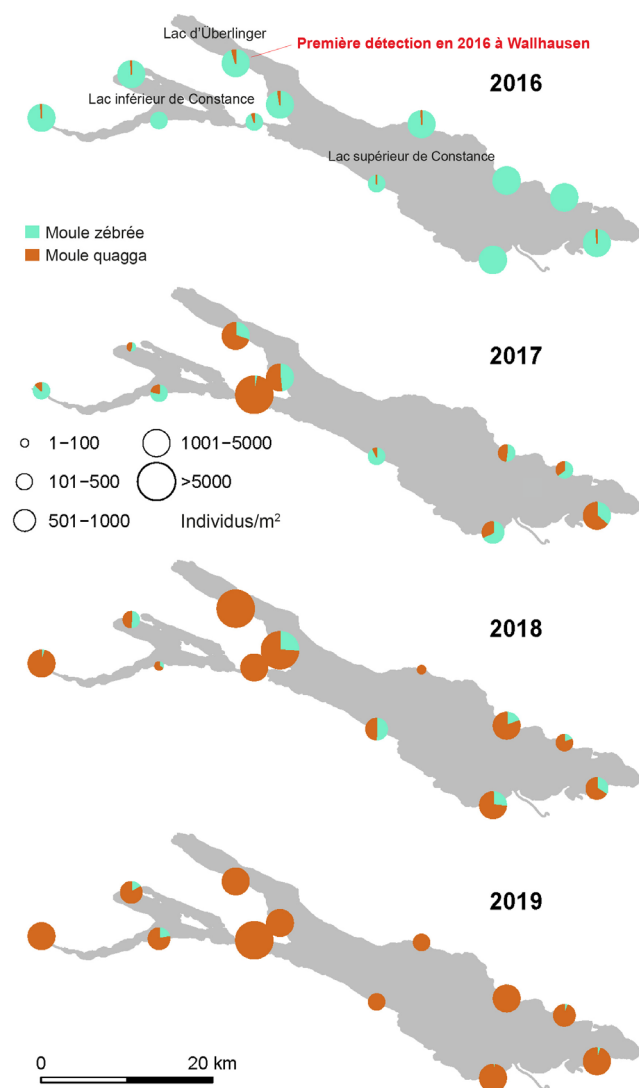 Lac d'Überlinger
Première détection en 2016 à Wallhausen
2016
Lac inférieur de Constance
Lac supérieur de Constance
Moule zébrée
Moule quagga
2017
1–100
1001–5000
101–500
>5000
501–1000
Individus/m²
2018
2019
0
20 km